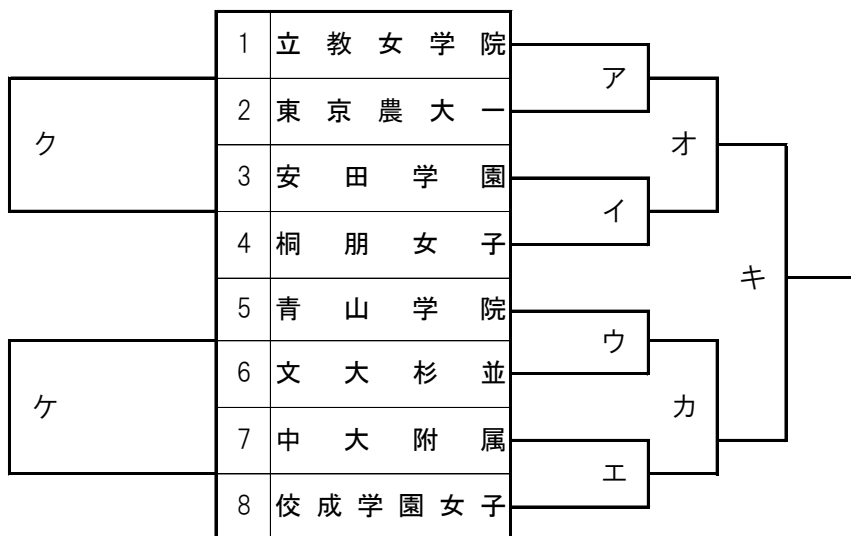 1 立教女学院
2 東京農大一
3 安田学園
4 桐朋女子
5 青山学院
6 文大杉並
7 中大附属
8 佼成学園女子
ク
ケ
ア
イ
ウ
エ
オ
カ
キ